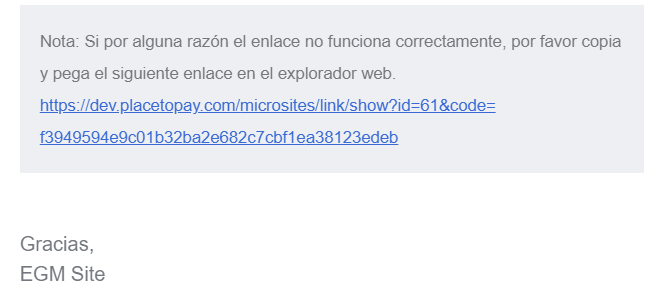 Nota: Si por alguna razón el enlace no funciona correctamente, por favor copia
y pega el siguiente enlace en el explorador web.
https://dev.placetopay.com/microsites/link/show?id=61&code=
f3949594e9c01b32ba2e682c7cbf1ea38123edeb
Gracias,
EGM Site